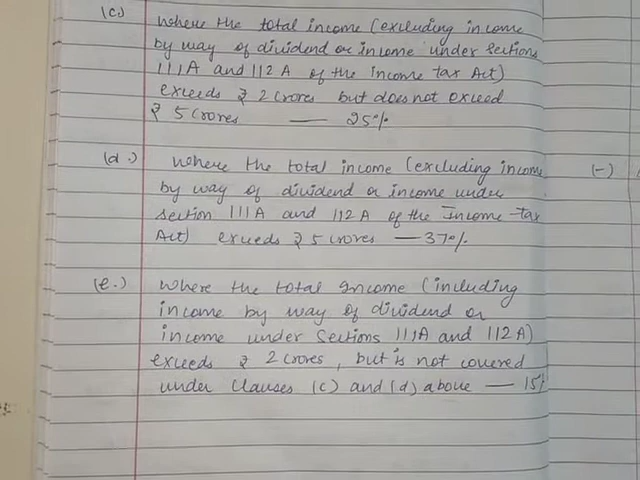 (c) where the total income (excluding income
by way of dividend or income under sections
111A and 112A of the income tax Act)
exceeds ₹ 2 crores but does not exceed
₹ 5 crores — 25%
(d.) where the total income (excluding income (-)
by way of dividend or income under
section 111A and 112A of the Income Tax
Act) exceeds ₹ 5 crores — 37%
(e.) where the total Income (including
income by way of dividend or
income under Sections 111A and 112A)
exceeds ₹ 2 crores, but is not covered
under clauses (c) and (d) above — 15%